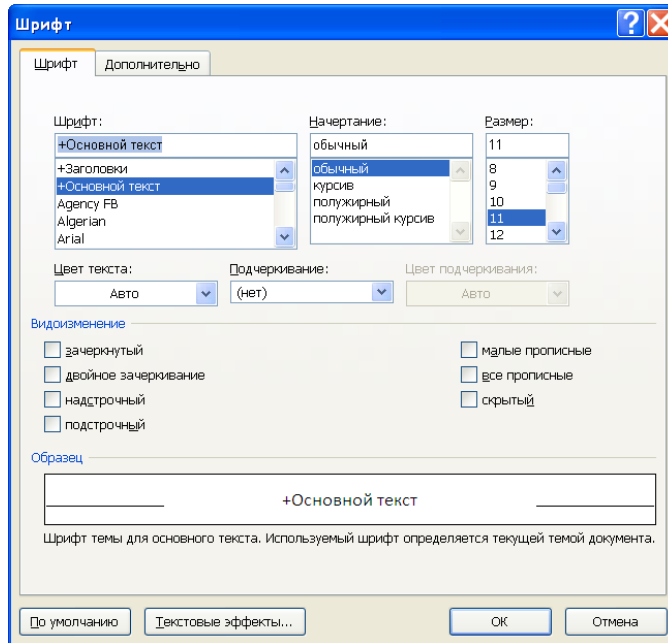 Шрифт
Шрифт Дополнительно
Шрифт: Начертание: Размер:
+Основной текст обычный 11
+Заголовки обычный 8
+Основной текст курсив 9
Agency FB полужирный 10
Algerian полужирный курсив 11
Arial 12
Цвет текста: Подчеркивание: Цвет подчеркивания:
Авто (нет) Авто
Видоизменение
зачеркнутый малые прописные
двойное зачеркивание все прописные
надстрочный скрытый
подстрочный
Образец
+Основной текст
Шрифт темы для основного текста. Используемый шрифт определяется текущей темой документа.
По умолчанию Текстовые эффекты... ОК Отмена